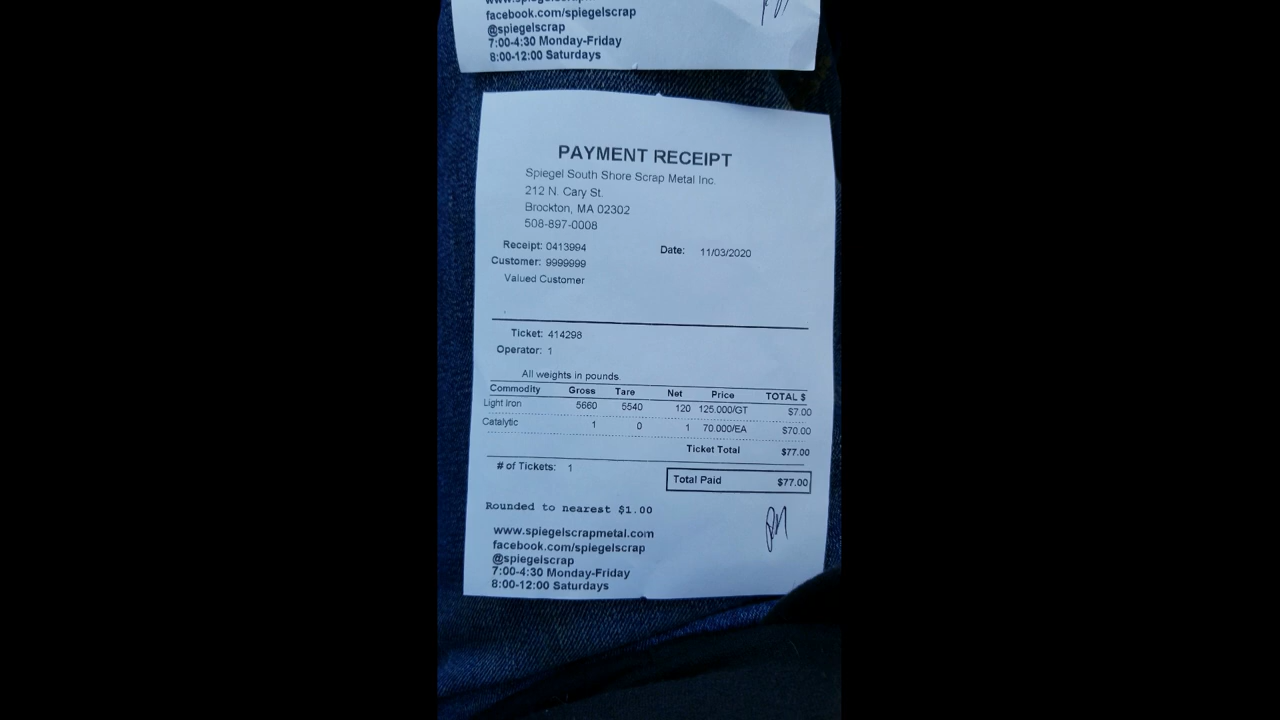 facebook.com/spiegelscrap
@spiegelscrap
7:00-4:30 Monday-Friday
8:00-12:00 Saturdays
PAYMENT RECEIPT
Spiegel South Shore Scrap Metal Inc.
212 N. Cary St.
Brockton, MA 02302
508-897-0008
Receipt: 0413994 Date: 11/03/2020
Customer: 9999999
Valued Customer
Ticket: 414298
Operator: 1
All weights in pounds
Commodity Gross Tare Net Price TOTAL $
Light Iron 5660 5540 120 125.000/GT $7.00
Catalytic 1 0 1 70.000/EA $70.00
Ticket Total $77.00
# of Tickets: 1
Total Paid $77.00
Rounded to nearest $1.00
www.spiegelscrapmetal.com
facebook.com/spiegelscrap
@spiegelscrap
7:00-4:30 Monday-Friday
8:00-12:00 Saturdays